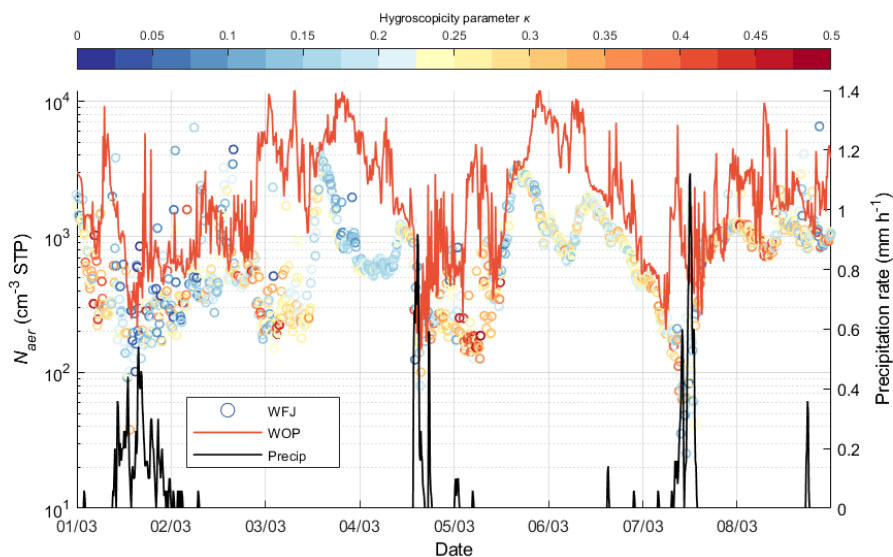 Hygroscopicity parameter κ
0 0.05 0.1 0.15 0.2 0.25 0.3 0.35 0.4 0.45 0.5
10⁴
10³
10²
10¹
N_aer (cm⁻³ STP)
1.4
1.2
1
0.8
0.6
0.4
0.2
0
Precipitation rate (mm h⁻¹)
WFJ
WOP
Precip
01/03 02/03 03/03 04/03 05/03 06/03 07/03 08/03
Date